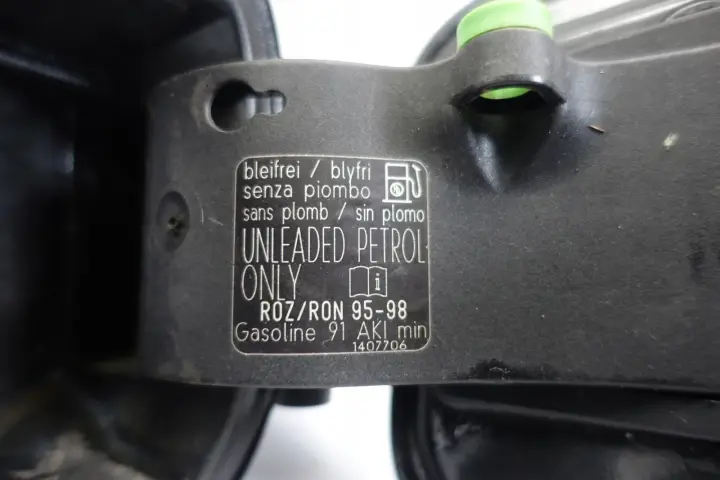 bleifrei / blyfri
senza piombo
sans plomb / sin plomo
UNLEADED PETROL
ONLY i
ROZ/RON 95-98
Gasoline 91 AKI min
1407706